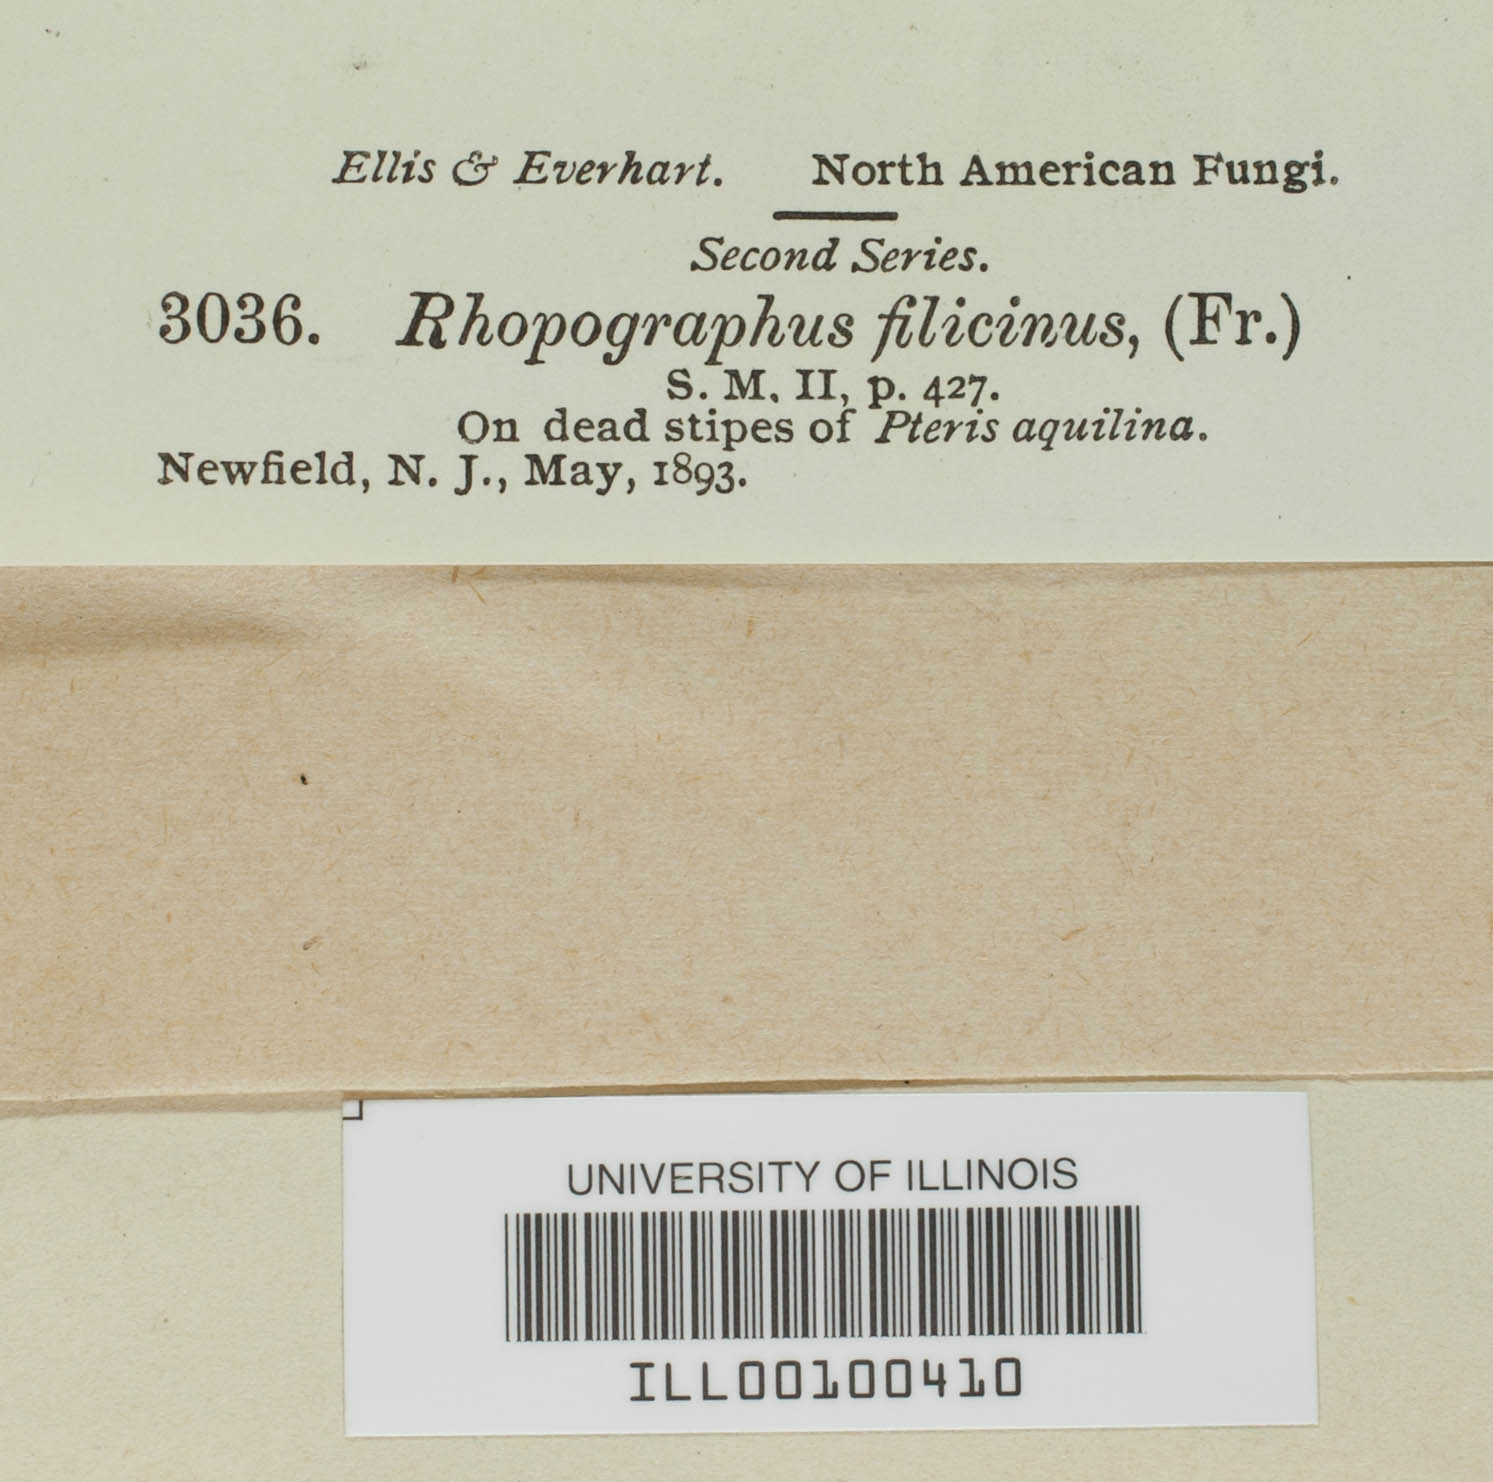 Ellis & Everhart. North American Fungi.
Second Series.
3036. Rhopographus filicinus, (Fr.)
S. M. II, p. 427.
On dead stipes of Pteris aquilina.
Newfield, N. J., May, 1893.
UNIVERSITY OF ILLINOIS
ILL00100410